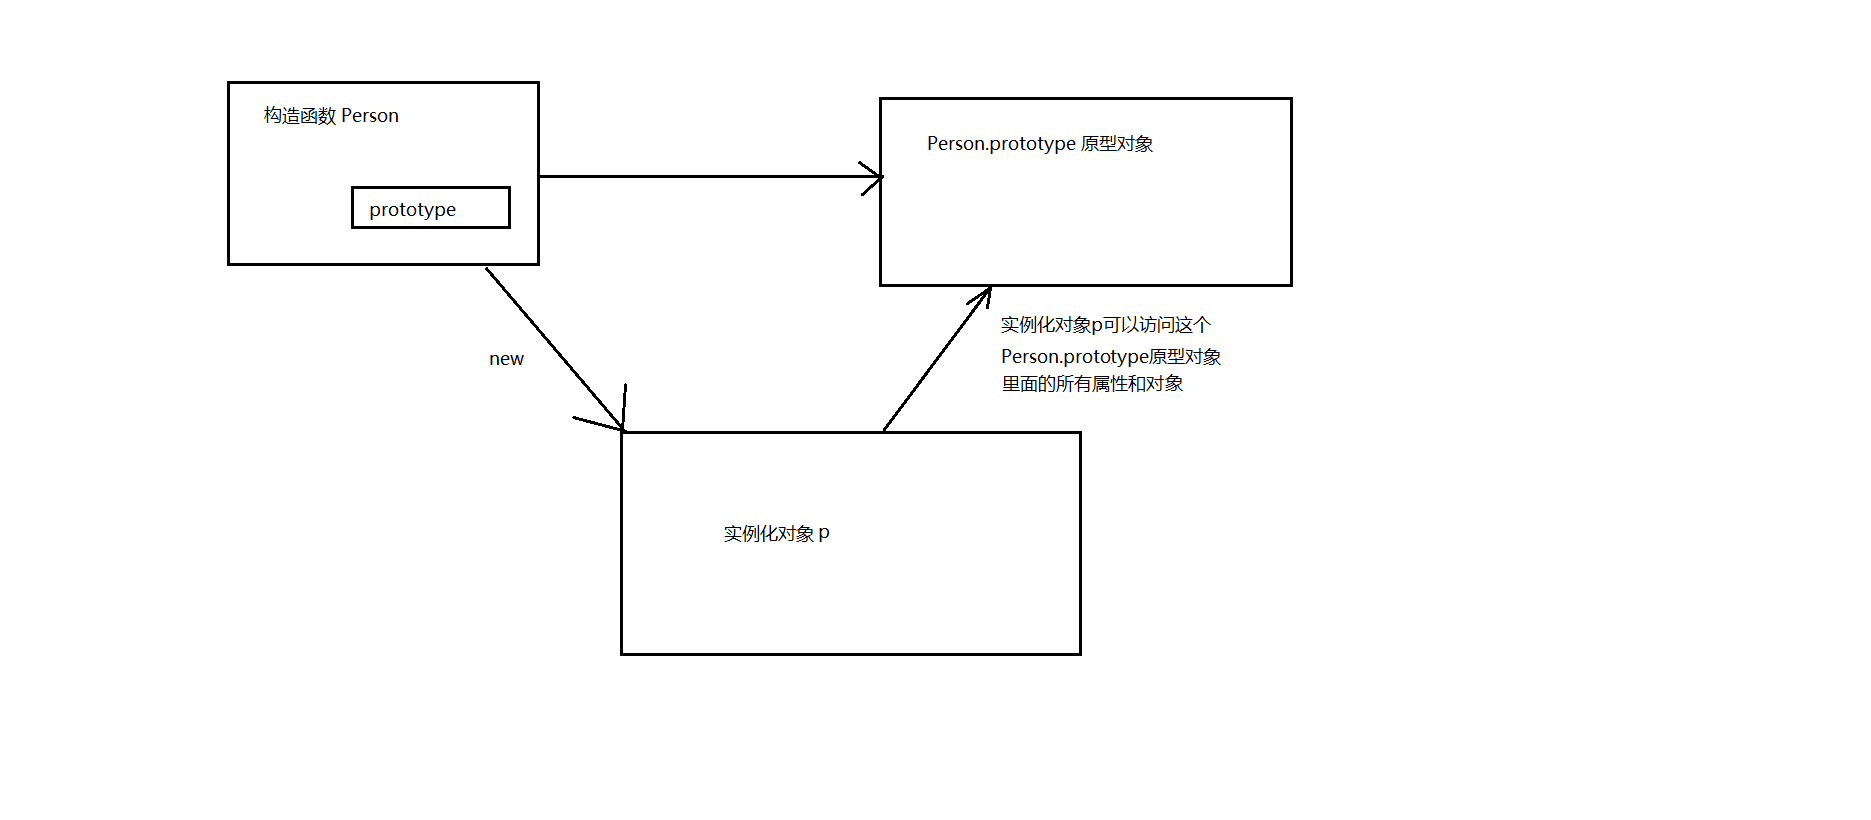 构造函数 Person
prototype
Person.prototype 原型对象
new
实例化对象p可以访问这个
Person.prototype原型对象
里面的所有属性和对象
实例化对象 p